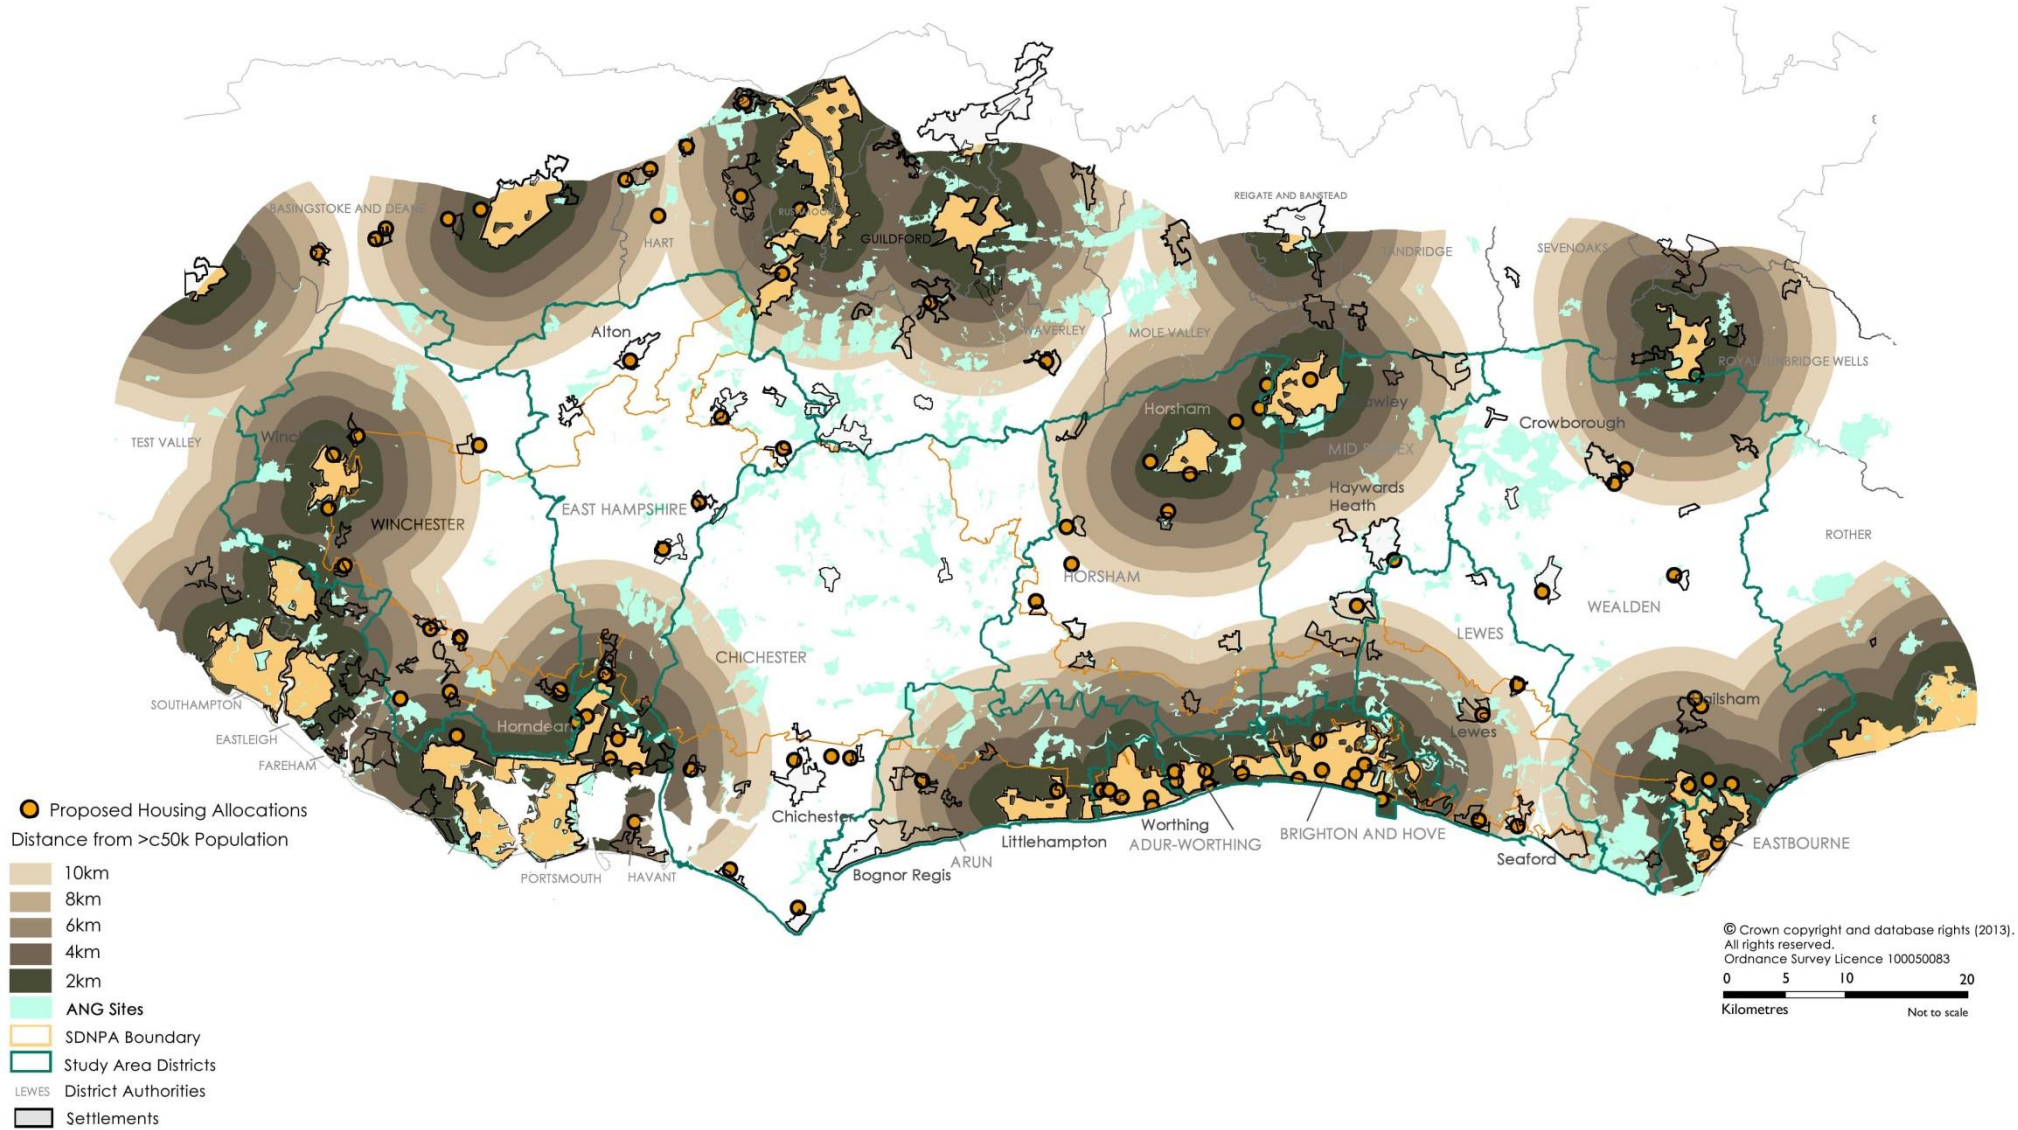 REIGATE AND BANSTEAD
BASINGSTOKE AND DEANE
GUILDFORD
HART
TANDRIDGE
SEVENOAKS
Alton
WAVERLEY
MOLE VALLEY
ROYAL TUNBRIDGE WELLS
Horsham
Crowborough
TEST VALLEY
MID SUSSEX
Haywards
Heath
EAST HAMPSHIRE
WINCHESTER
ROTHER
HORSHAM
WEALDEN
LEWES
CHICHESTER
SOUTHAMPTON
Horndean
ailsham
EASTLEIGH
Lewes
FAREHAM
Proposed Housing Allocations
Distance from >c50k Population
Chichester
Littlehampton
Worthing
ADUR-WORTHING
BRIGHTON AND HOVE
EASTBOURNE
Seaford
ARUN
Bognor Regis
PORTSMOUTH
HAVANT
10km
8km
6km
4km
2km
ANG Sites
SDNPA Boundary
Study Area Districts
LEWES District Authorities
Settlements
© Crown copyright and database rights (2013).
All rights reserved.
Ordnance Survey Licence 100050083
0 5 10 20
Kilometres Not to scale